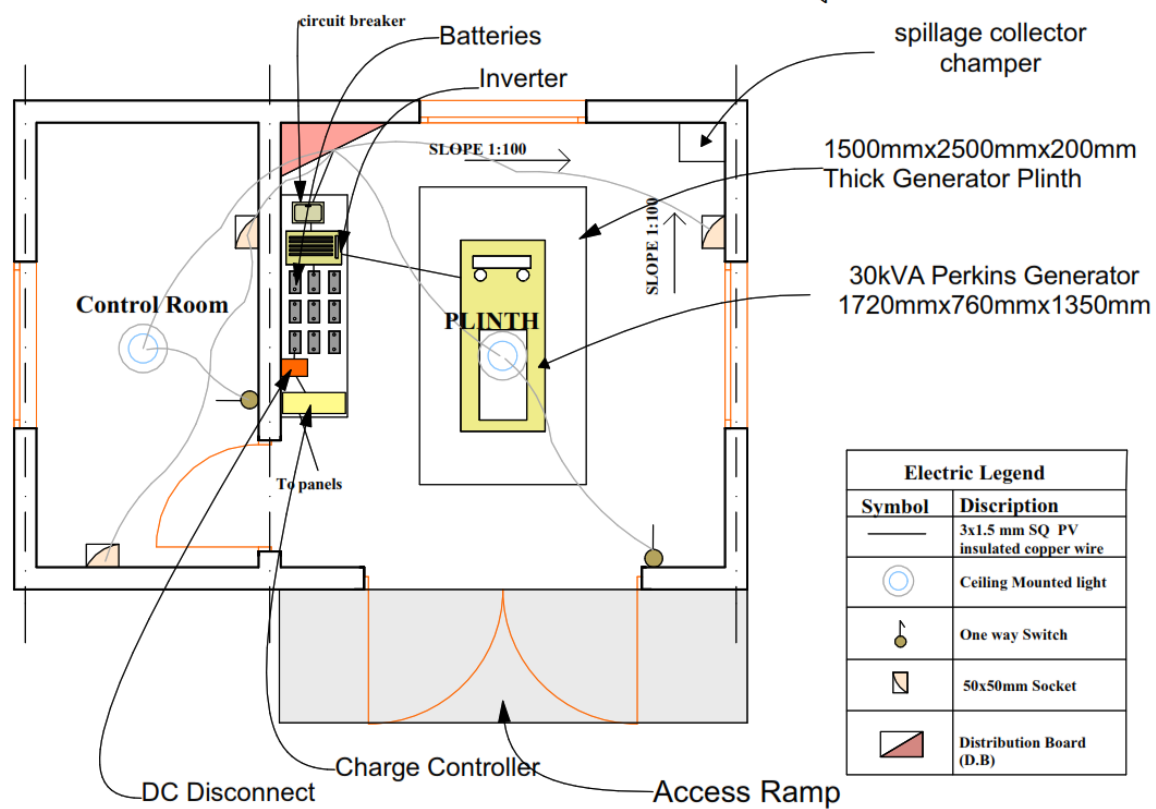 circuit breaker
Batteries
Inverter
spillage collector
champer
SLOPE 1:100
1500mmx2500mmx200mm
Thick Generator Plinth
SLOPE 1:100
30kVA Perkins Generator
1720mmx760mmx1350mm
Control Room
PLINTH
To panels
Electric Legend
Symbol Discription
3x1.5 mm SQ PV
insulated copper wire
Ceiling Mounted light
One way Switch
50x50mm Socket
Distribution Board
(D.B)
Charge Controller
DC Disconnect
Access Ramp